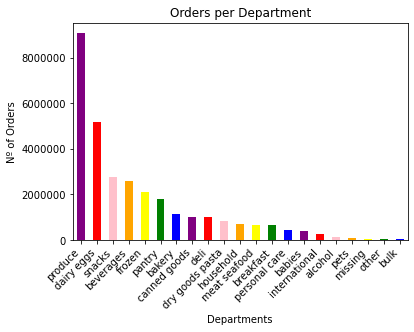 Orders per Department
Nº of Orders
8000000
6000000
4000000
2000000
0
produce
dairy eggs
snacks
beverages
frozen
pantry
bakery
canned goods
deli
dry goods pasta
household
meat seafood
breakfast
personal care
babies
international
alcohol
pets
missing
other
bulk
Departments